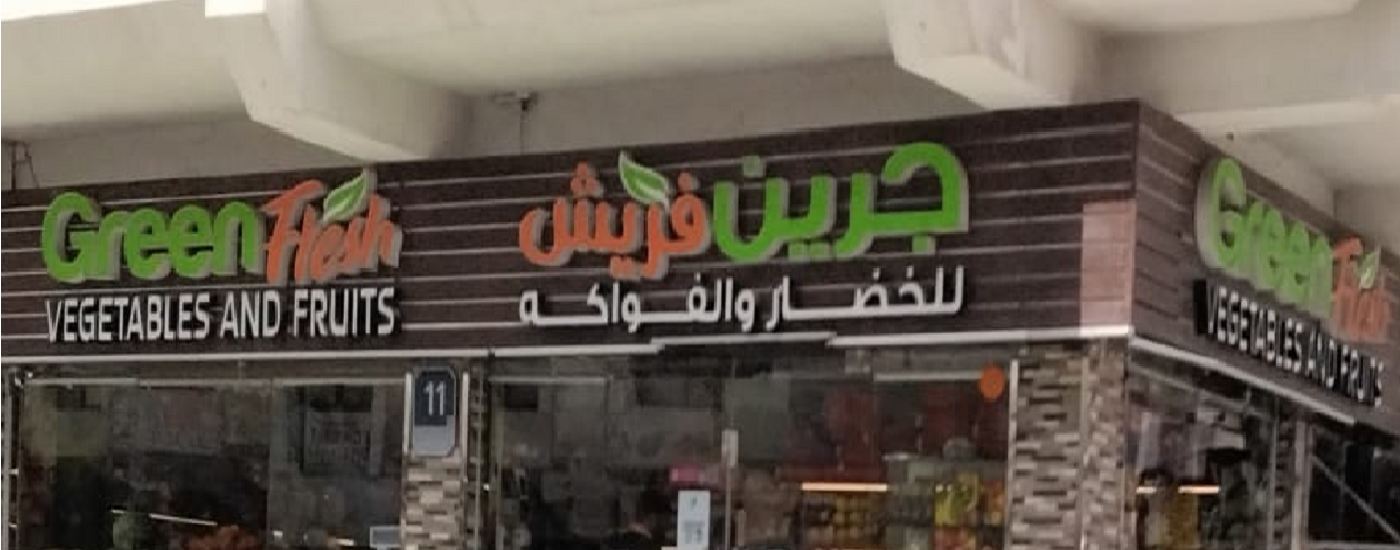 Green Fresh
VEGETABLES AND FRUITS
جرين فريش
للخضار والفواكه
11
Green Fresh
VEGETABLES AND FRUITS